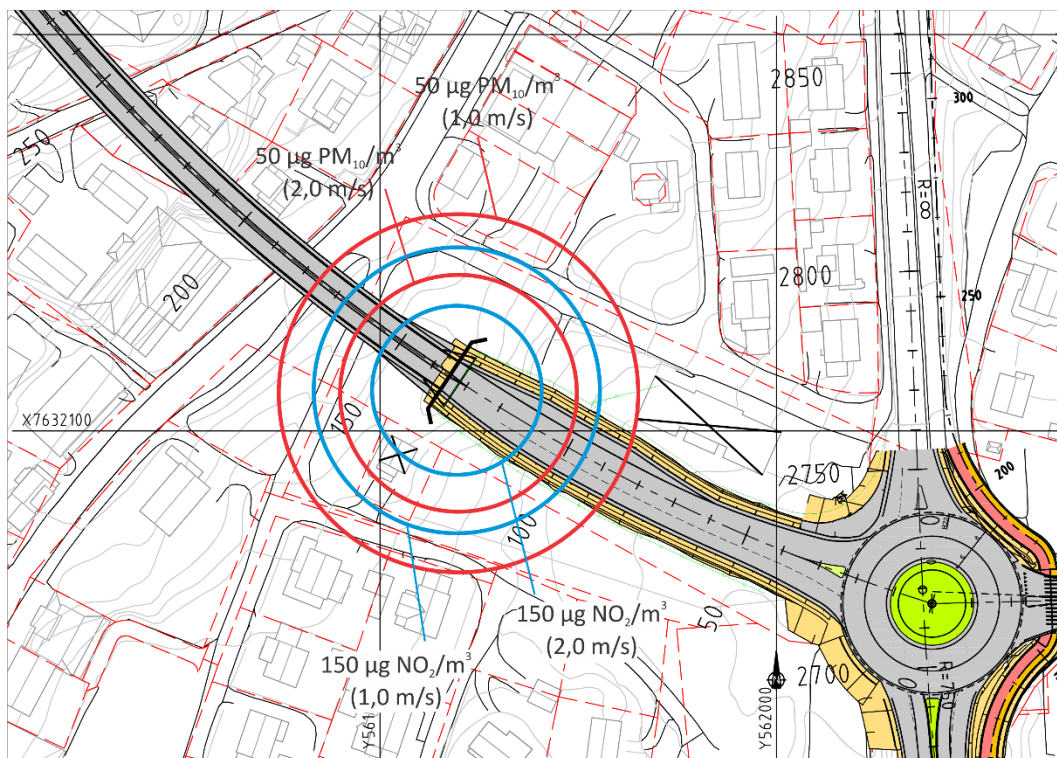 50 µg PM₁₀/m³
(1,0 m/s)
2850
300
250
50 µg PM₁₀/m³
(2,0 m/s)
R=∞
200
2800
250
X7632100
150
2750
200
100
50
150 µg NO₂/m³
(2,0 m/s)
150 µg NO₂/m³
(1,0 m/s)
2700
Y562000